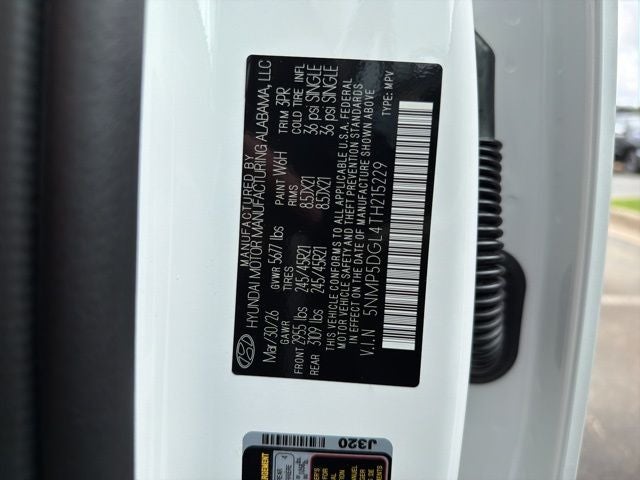 MANUFACTURED BY
HYUNDAI MOTOR MANUFACTURING ALABAMA, LLC
Mar/30/26 GVWR 5677 lbs PAINT W6H TRIM 3PR
GAWR TIRES RIMS COLD TIRE INFL
FRONT 2955 lbs 245/45R21 8.5JX21 36 psi SINGLE
REAR 3109 lbs 245/45R21 8.5JX21 36 psi SINGLE
THIS VEHICLE CONFORMS TO ALL APPLICABLE U.S.A. FEDERAL
MOTOR VEHICLE SAFETY, BUMPER, AND THEFT PREVENTION STANDARDS
IN EFFECT ON THE DATE OF MANUFACTURE SHOWN ABOVE
V.I.N 5NMP5DGL4TH215229 TYPE: MPV
J320